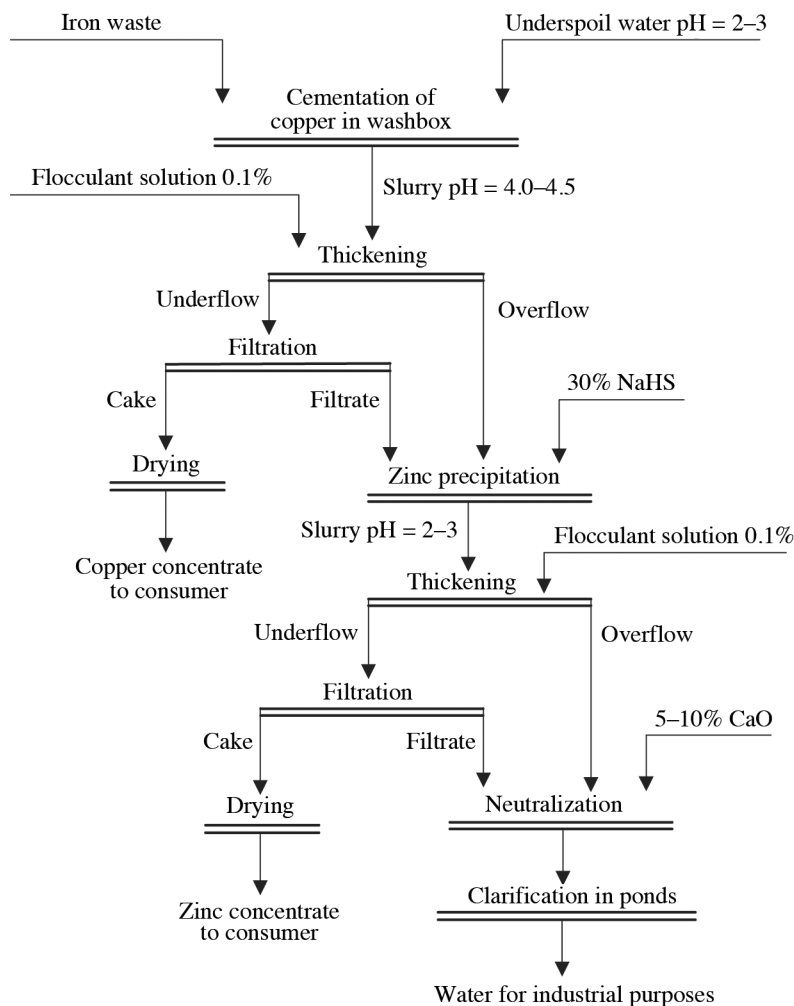 Iron waste
Underspoil water pH = 2–3
Cementation of
copper in washbox
Flocculant solution 0.1%
Slurry pH = 4.0–4.5
Thickening
Underflow
Overflow
Filtration
30% NaHS
Cake
Filtrate
Drying
Zinc precipitation
Slurry pH = 2–3
Flocculant solution 0.1%
Copper concentrate
to consumer
Thickening
Underflow
Overflow
Filtration
5–10% CaO
Cake
Filtrate
Drying
Neutralization
Clarification in ponds
Zinc concentrate
to consumer
Water for industrial purposes